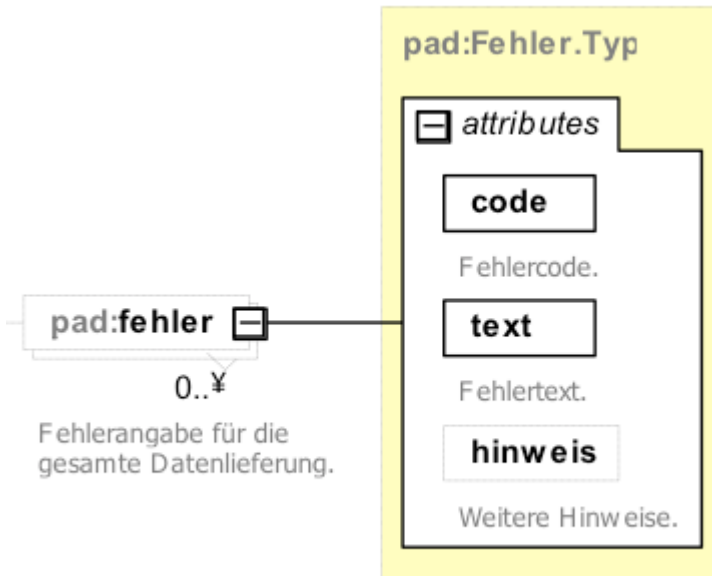 pad:Fehler.Typ
attributes
code
Fehlercode.
pad:fehler
text
0..¥
Fehlertext.
Fehlerangabe für die
gesamte Datenlieferung.
hinweis
Weitere Hinweise.